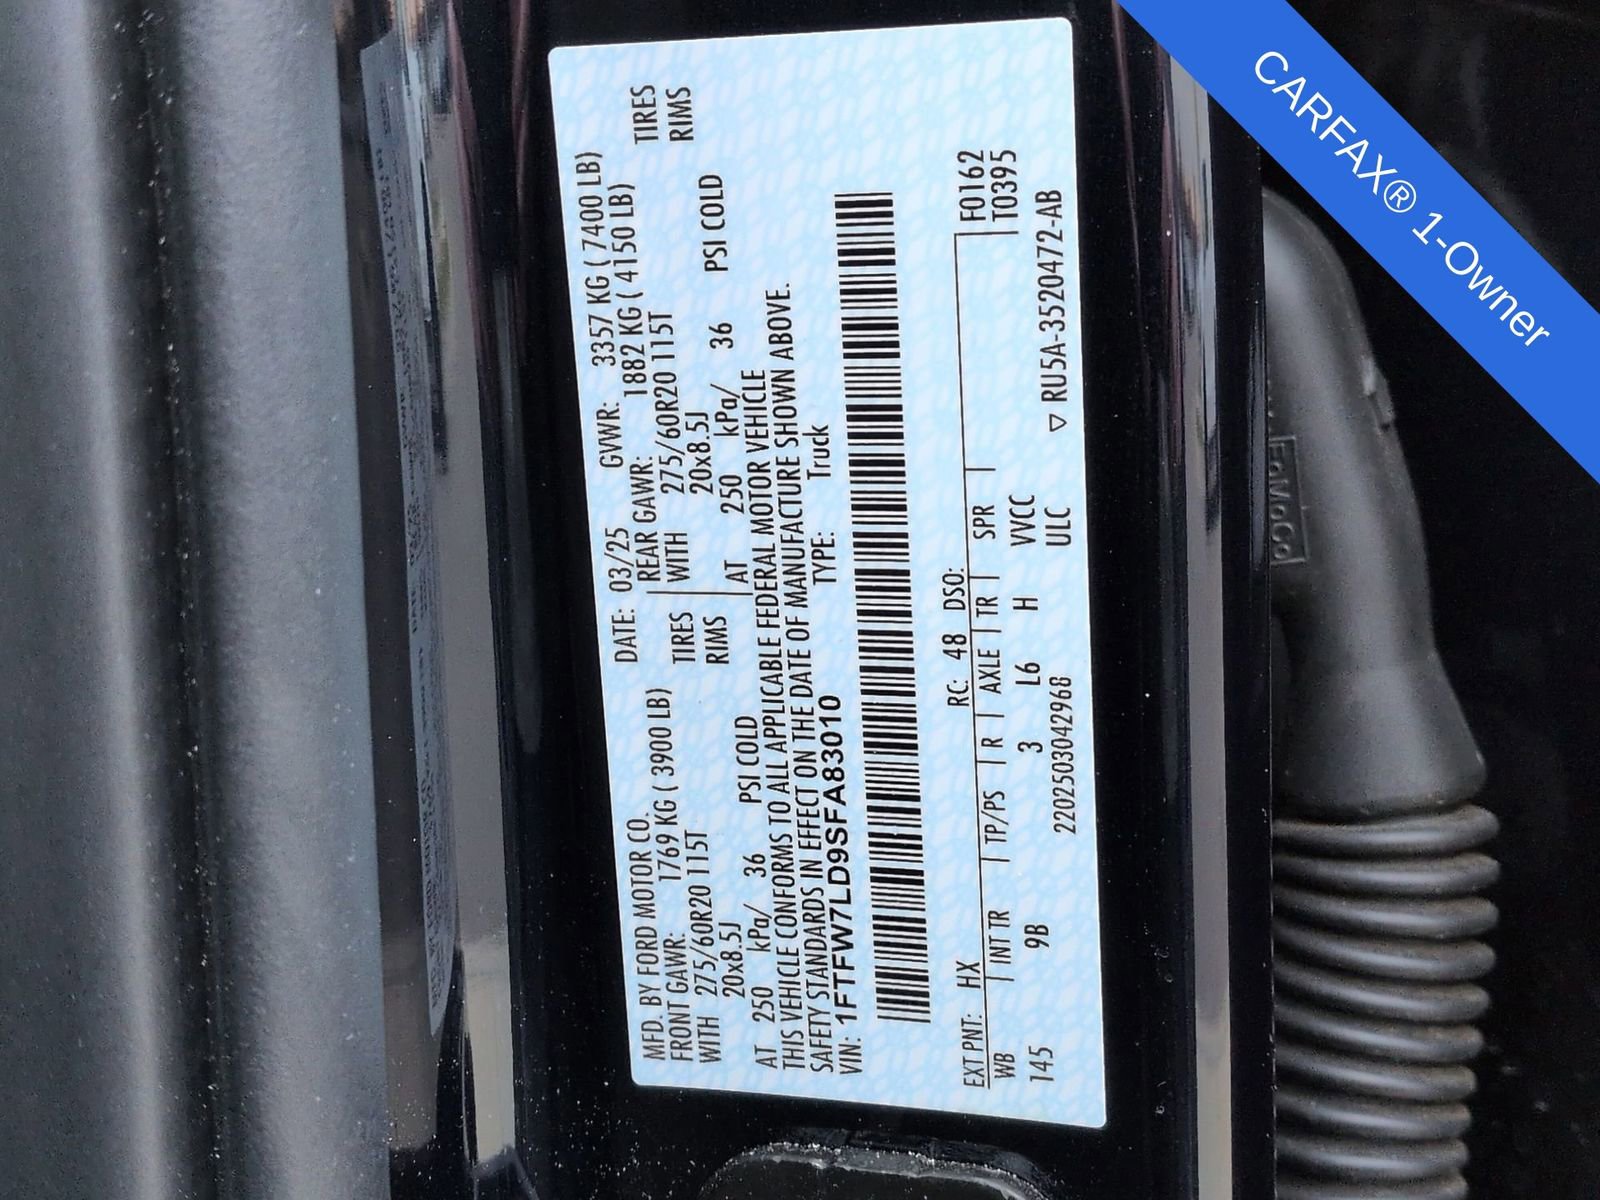 MFD. BY FORD MOTOR CO. DATE: 03/25 GVWR: 3357 KG ( 7400 LB)
FRONT GAWR: 1769 KG ( 3900 LB) REAR GAWR: 1882 KG ( 4150 LB)
WITH 275/60R20 115T TIRES WITH 275/60R20 115T TIRES
20x8.5J RIMS 20x8.5J RIMS
AT 250 kPa/ 36 PSI COLD AT 250 kPa/ 36 PSI COLD
THIS VEHICLE CONFORMS TO ALL APPLICABLE FEDERAL MOTOR VEHICLE
SAFETY STANDARDS IN EFFECT ON THE DATE OF MANUFACTURE SHOWN ABOVE.
VIN: 1FTFW7LD9SFA83010 TYPE: Truck
EXT PNT: HX RC: 48 DSO: F0162
WB INT TR TP/PS R AXLE TR SPR T0395
145 9B 3 L6 H VVCC
2202503042968 ULC ▽ RU5A-3520472-AB
FoMoCo
CARFAX® 1-Owner